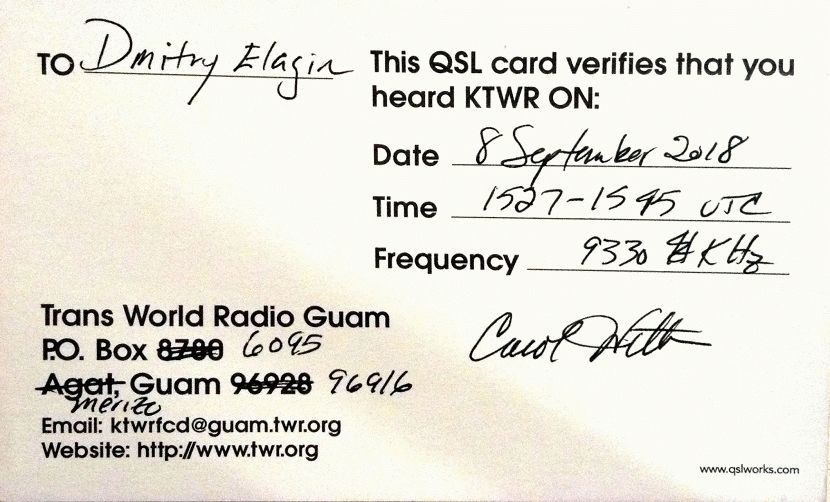 TO Dmitry Elagin
This QSL card verifies that you
heard KTWR ON:
Date 8 September 2018
Time 1527-1545 UTC
Frequency 9330 KHz
Trans World Radio Guam
P.O. Box 8780 6095
Agat, Guam 96928 96916
merizo
Email: ktwrfcd@guam.twr.org
Website: http://www.twr.org
Carol
www.qslworks.com